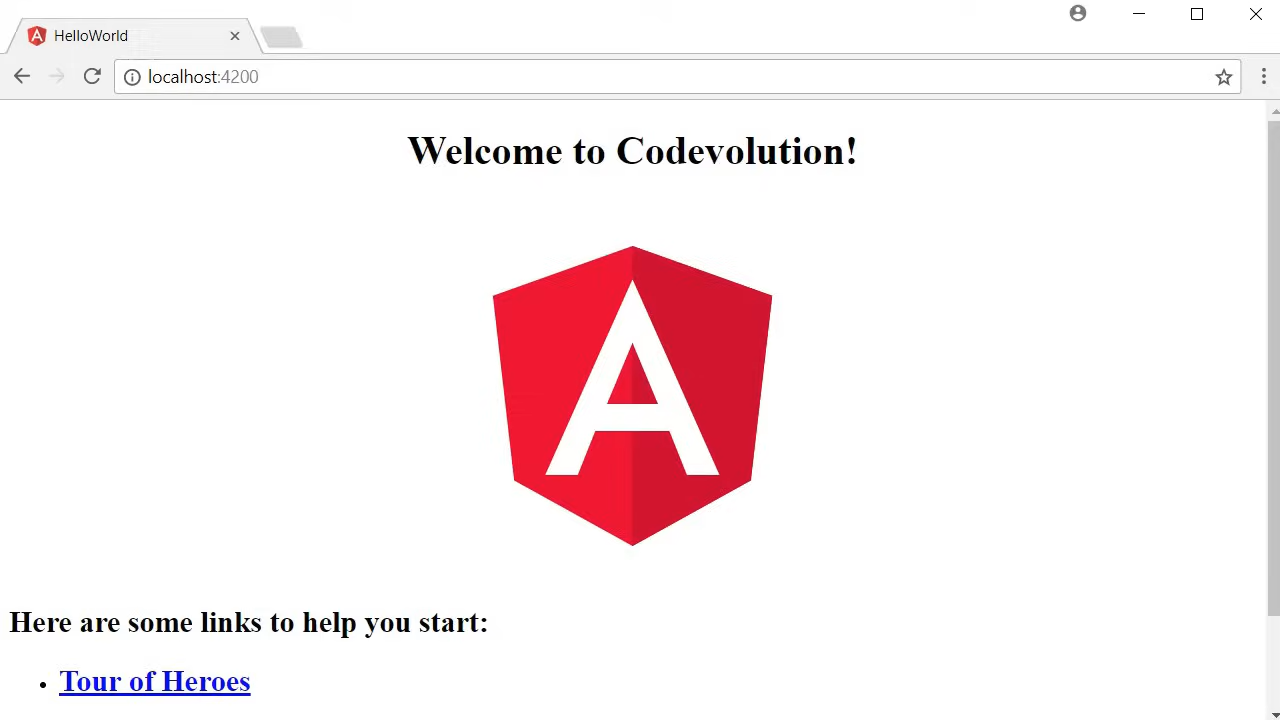 HelloWorld
localhost:4200
Welcome to Codevolution!
A
Here are some links to help you start:
• Tour of Heroes